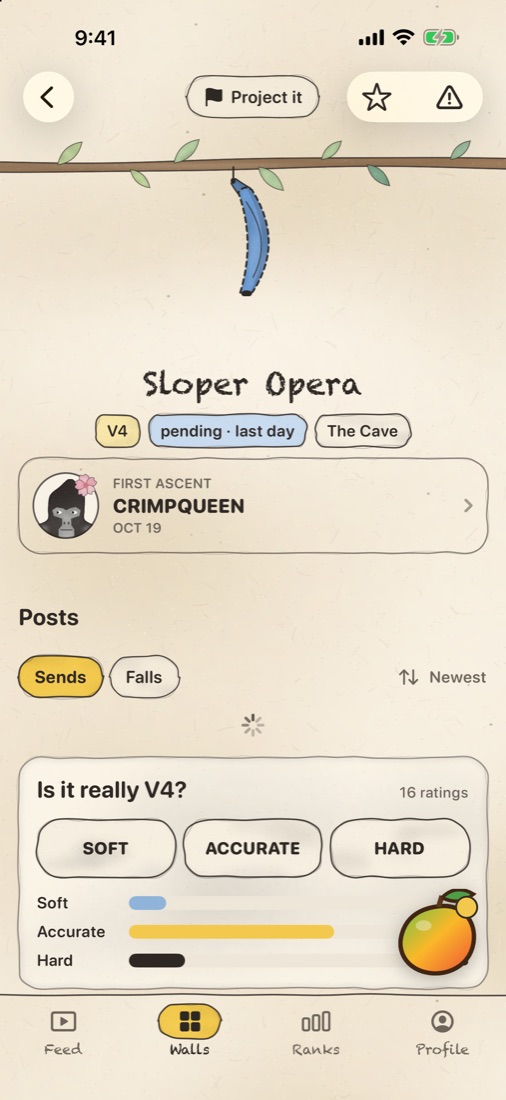 9:41
Project it
Sloper Opera
V4
pending · last day
The Cave
FIRST ASCENT
CRIMPQUEEN
OCT 19
Posts
Sends
Falls
Newest
Is it really V4?
16 ratings
SOFT
ACCURATE
HARD
Soft
Accurate
Hard
Feed
Walls
Ranks
Profile